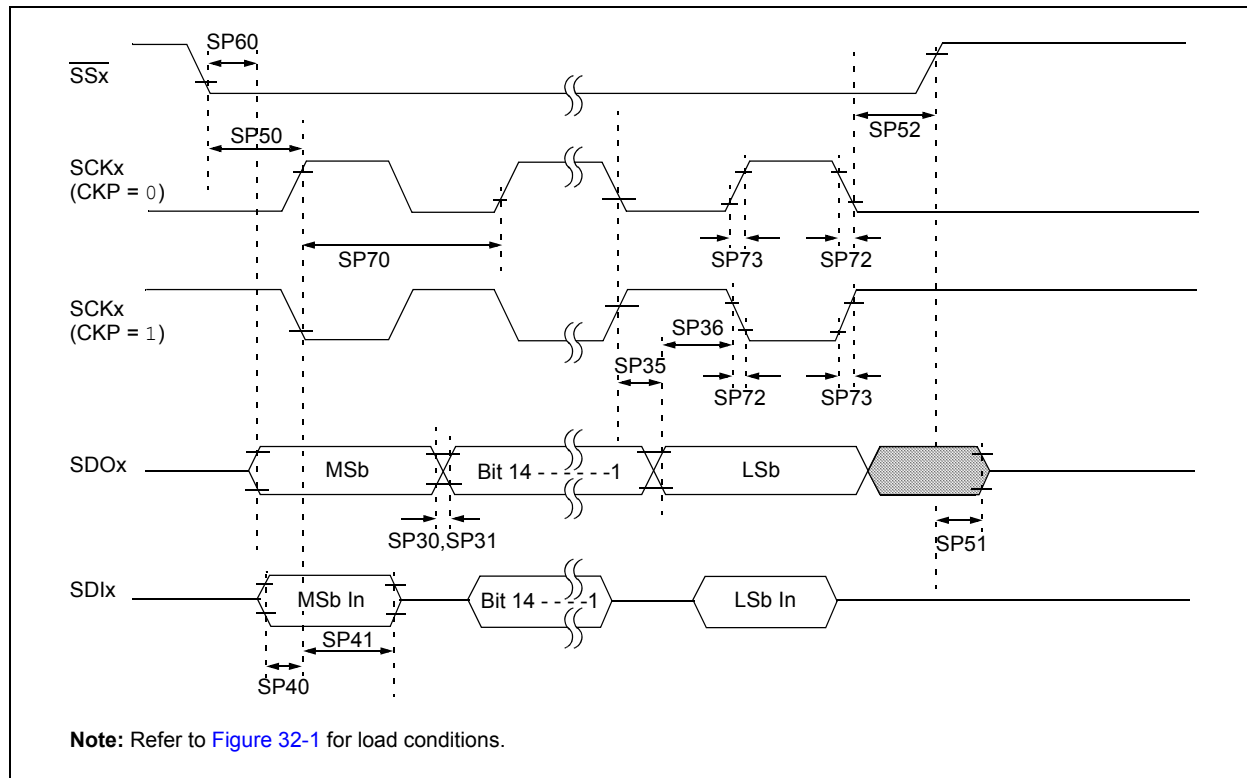 SP60
SSx
SP50
SP52
SCKx
(CKP = 0)
SP70
SP73
SP72
SCKx
(CKP = 1)
SP36
SP35
SP72
SP73
SDOx
MSb
Bit 14 - - - - - -1
LSb
SP30,SP31
SP51
SDIx
MSb In
Bit 14 - - - -1
LSb In
SP41
SP40
Note: Refer to Figure 32-1 for load conditions.